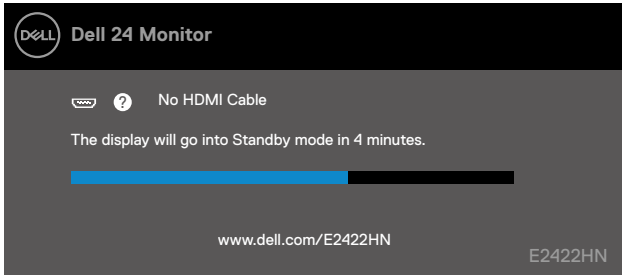 DELL Dell 24 Monitor
No HDMI Cable
The display will go into Standby mode in 4 minutes.
www.dell.com/E2422HN
E2422HN